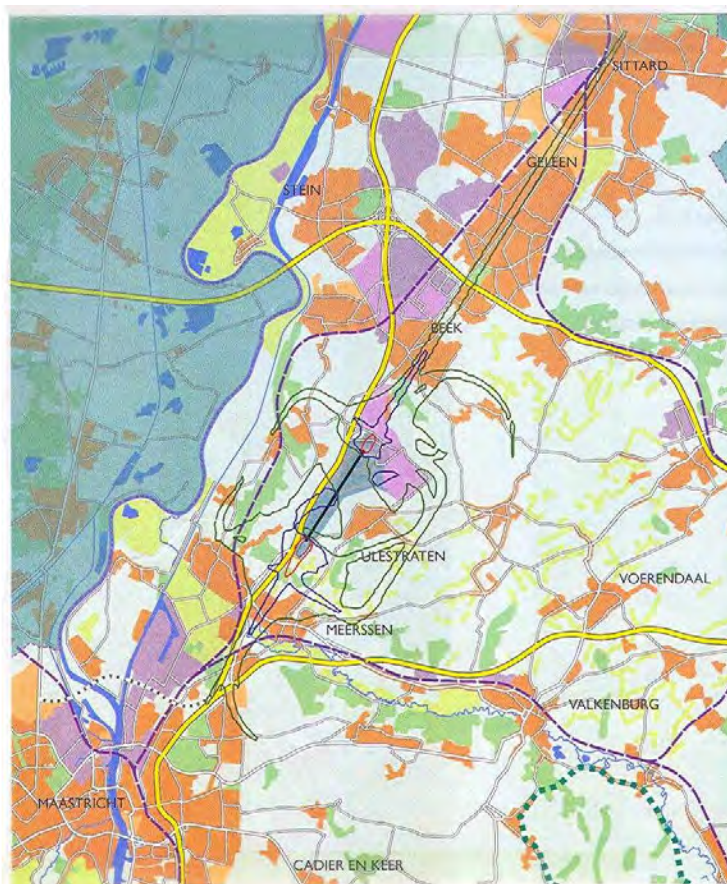 SITTARD
GELEEN
STEIN
BEEK
ULESTRATEN
VOERENDAAL
MEERSSEN
VALKENBURG
MAASTRICHT
CADIER EN KEER